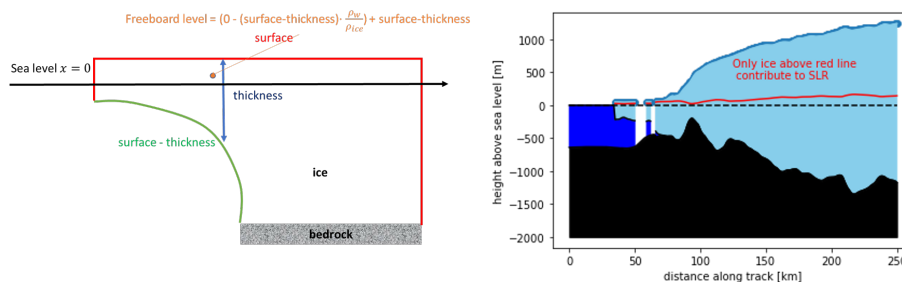 Freeboard level = (0 - (surface-thickness)· ρw/ρice) + surface-thickness
surface
Sea level x = 0
thickness
surface - thickness
ice
bedrock
height above sea level [m]
1000
500
0
−500
−1000
−1500
−2000
Only ice above red line
contribute to SLR
0 50 100 150 200 250
distance along track [km]